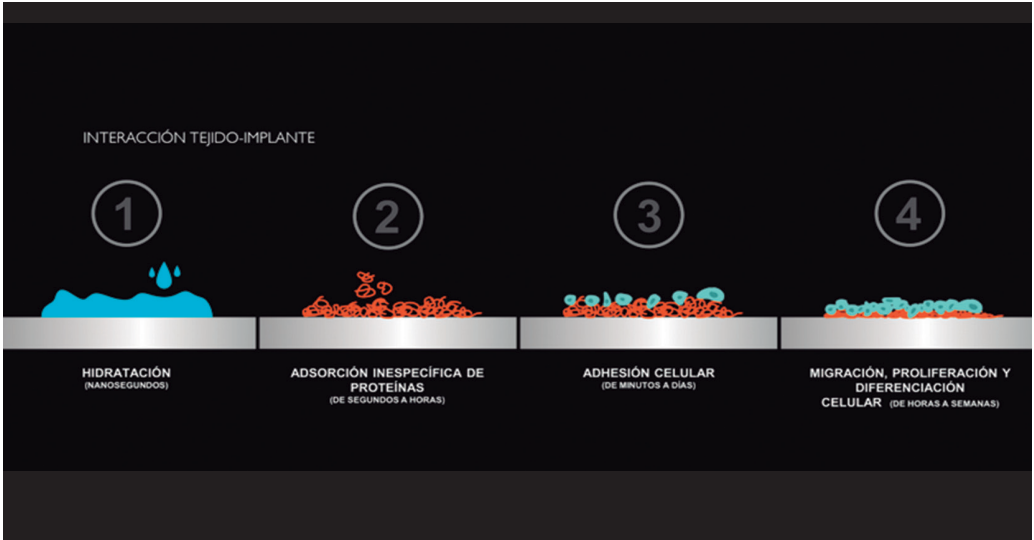 INTERACCIÓN TEJIDO-IMPLANTE
1
2
3
4
HIDRATACIÓN
(NANOSEGUNDOS)
ADSORCIÓN INESPECÍFICA DE
PROTEÍNAS
(DE SEGUNDOS A HORAS)
ADHESIÓN CELULAR
(DE MINUTOS A DÍAS)
MIGRACIÓN, PROLIFERACIÓN Y
DIFERENCIACIÓN
CELULAR (DE HORAS A SEMANAS)